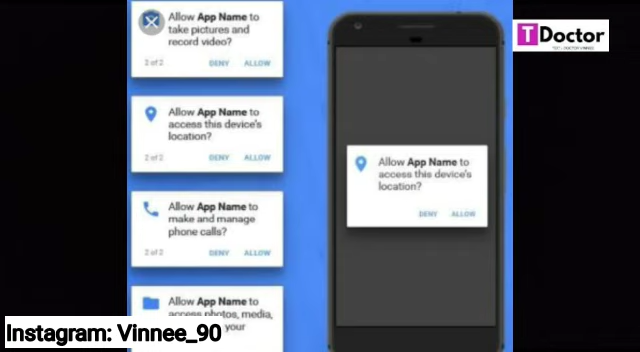 Allow App Name to
take pictures and
record video?
2 of 2 DENY ALLOW
Allow App Name to
access this device's
location?
2 of 2 DENY ALLOW
Allow App Name to
make and manage
phone calls?
2 of 2 DENY ALLOW
Allow App Name to
access photos, media,
your
Allow App Name to
access this device's
location?
DENY ALLOW
T Doctor
Instagram: Vinnee_90